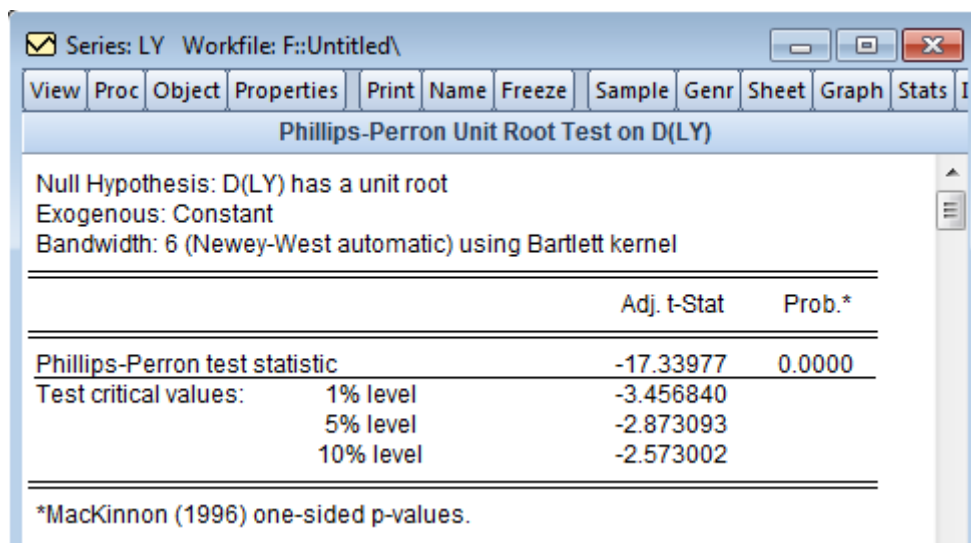 Series: LY Workfile: F::Untitled\
View Proc Object Properties Print Name Freeze Sample Genr Sheet Graph Stats I
Phillips-Perron Unit Root Test on D(LY)
Null Hypothesis: D(LY) has a unit root
Exogenous: Constant
Bandwidth: 6 (Newey-West automatic) using Bartlett kernel
Adj. t-Stat Prob.*
Phillips-Perron test statistic -17.33977 0.0000
Test critical values: 1% level -3.456840
5% level -2.873093
10% level -2.573002
*MacKinnon (1996) one-sided p-values.